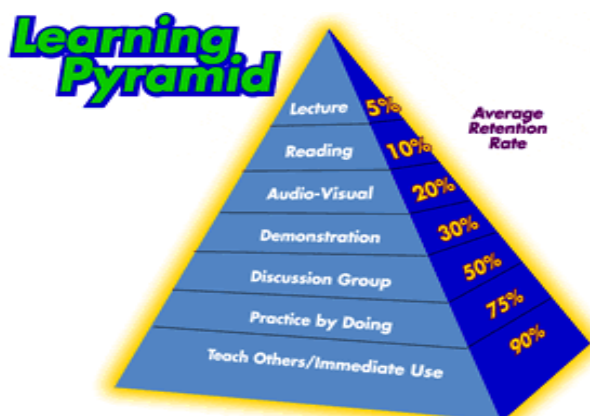 Learning
Pyramid
Average
Retention
Rate
Lecture 5%
Reading 10%
Audio-Visual 20%
Demonstration 30%
Discussion Group 50%
Practice by Doing 75%
Teach Others/Immediate Use 90%